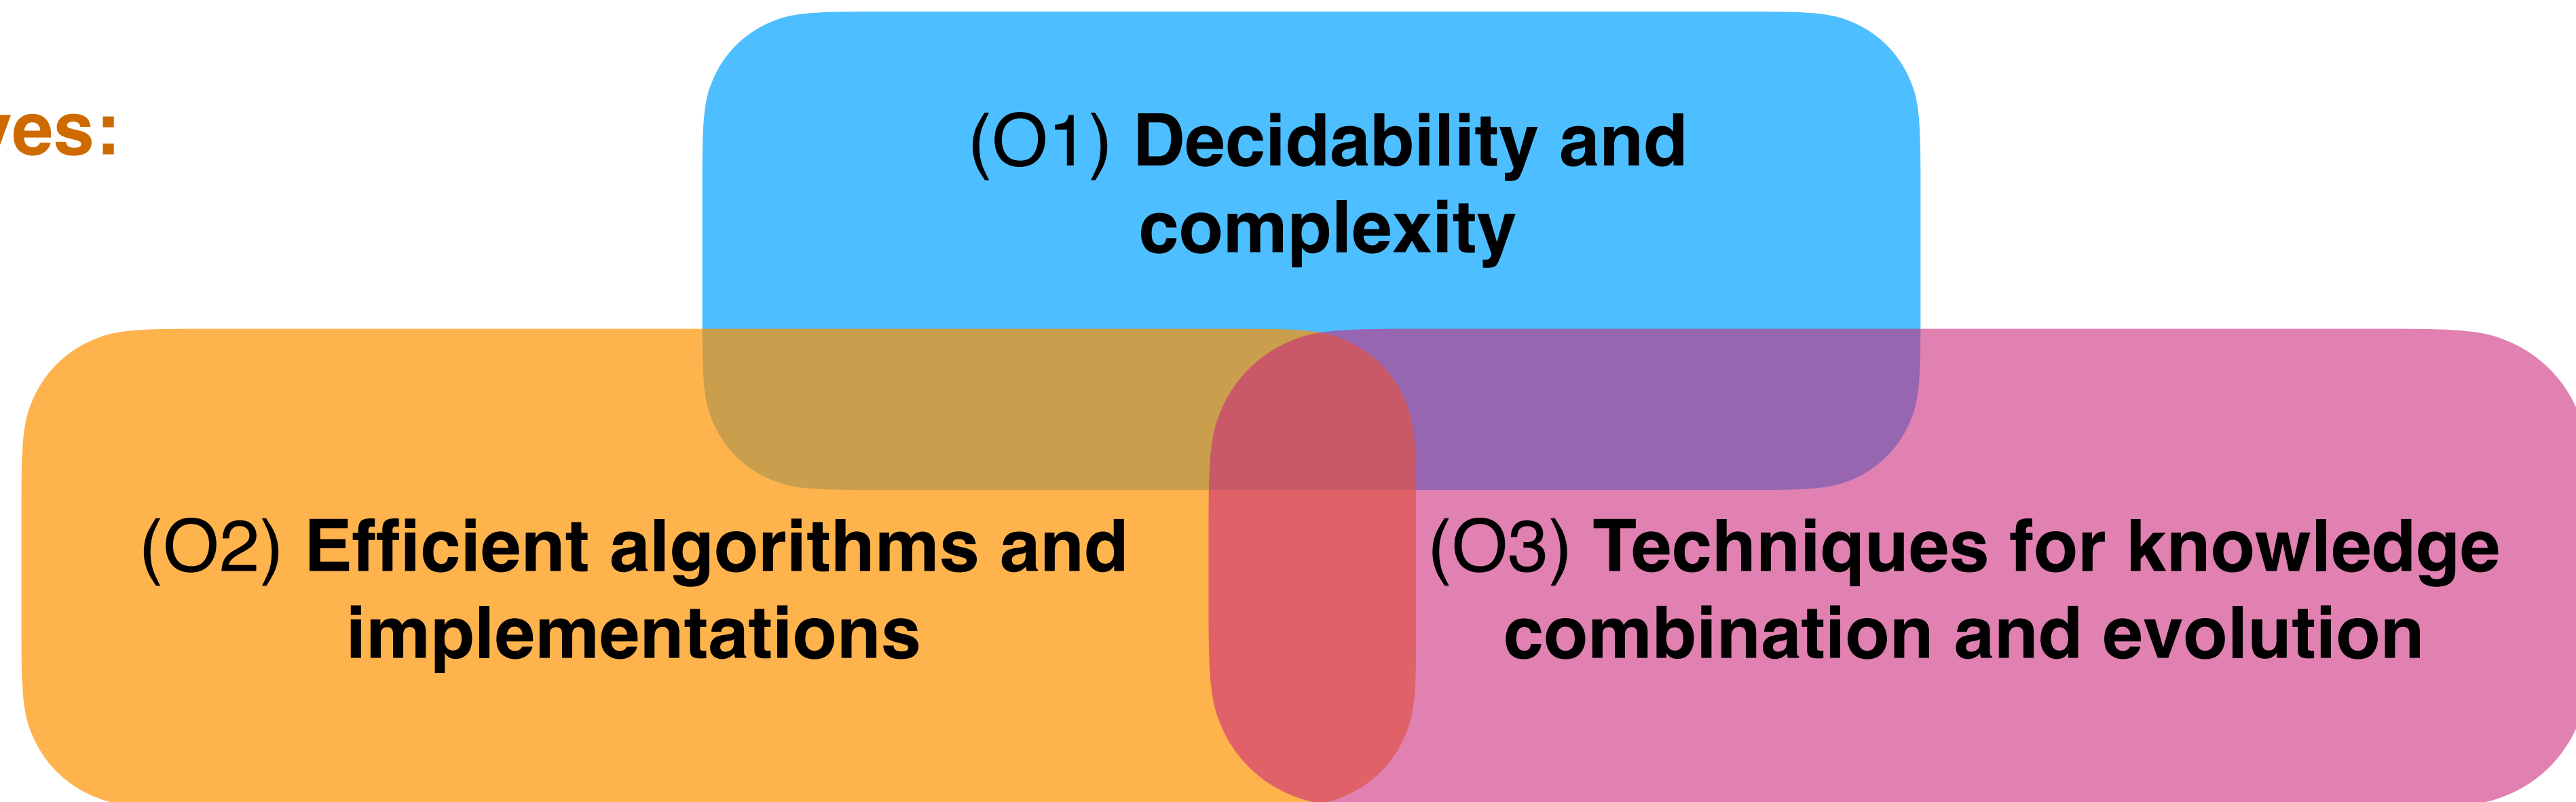 ves:
(O1) Decidability and
complexity
(O2) Efficient algorithms and
implementations
(O3) Techniques for knowledge
combination and evolution